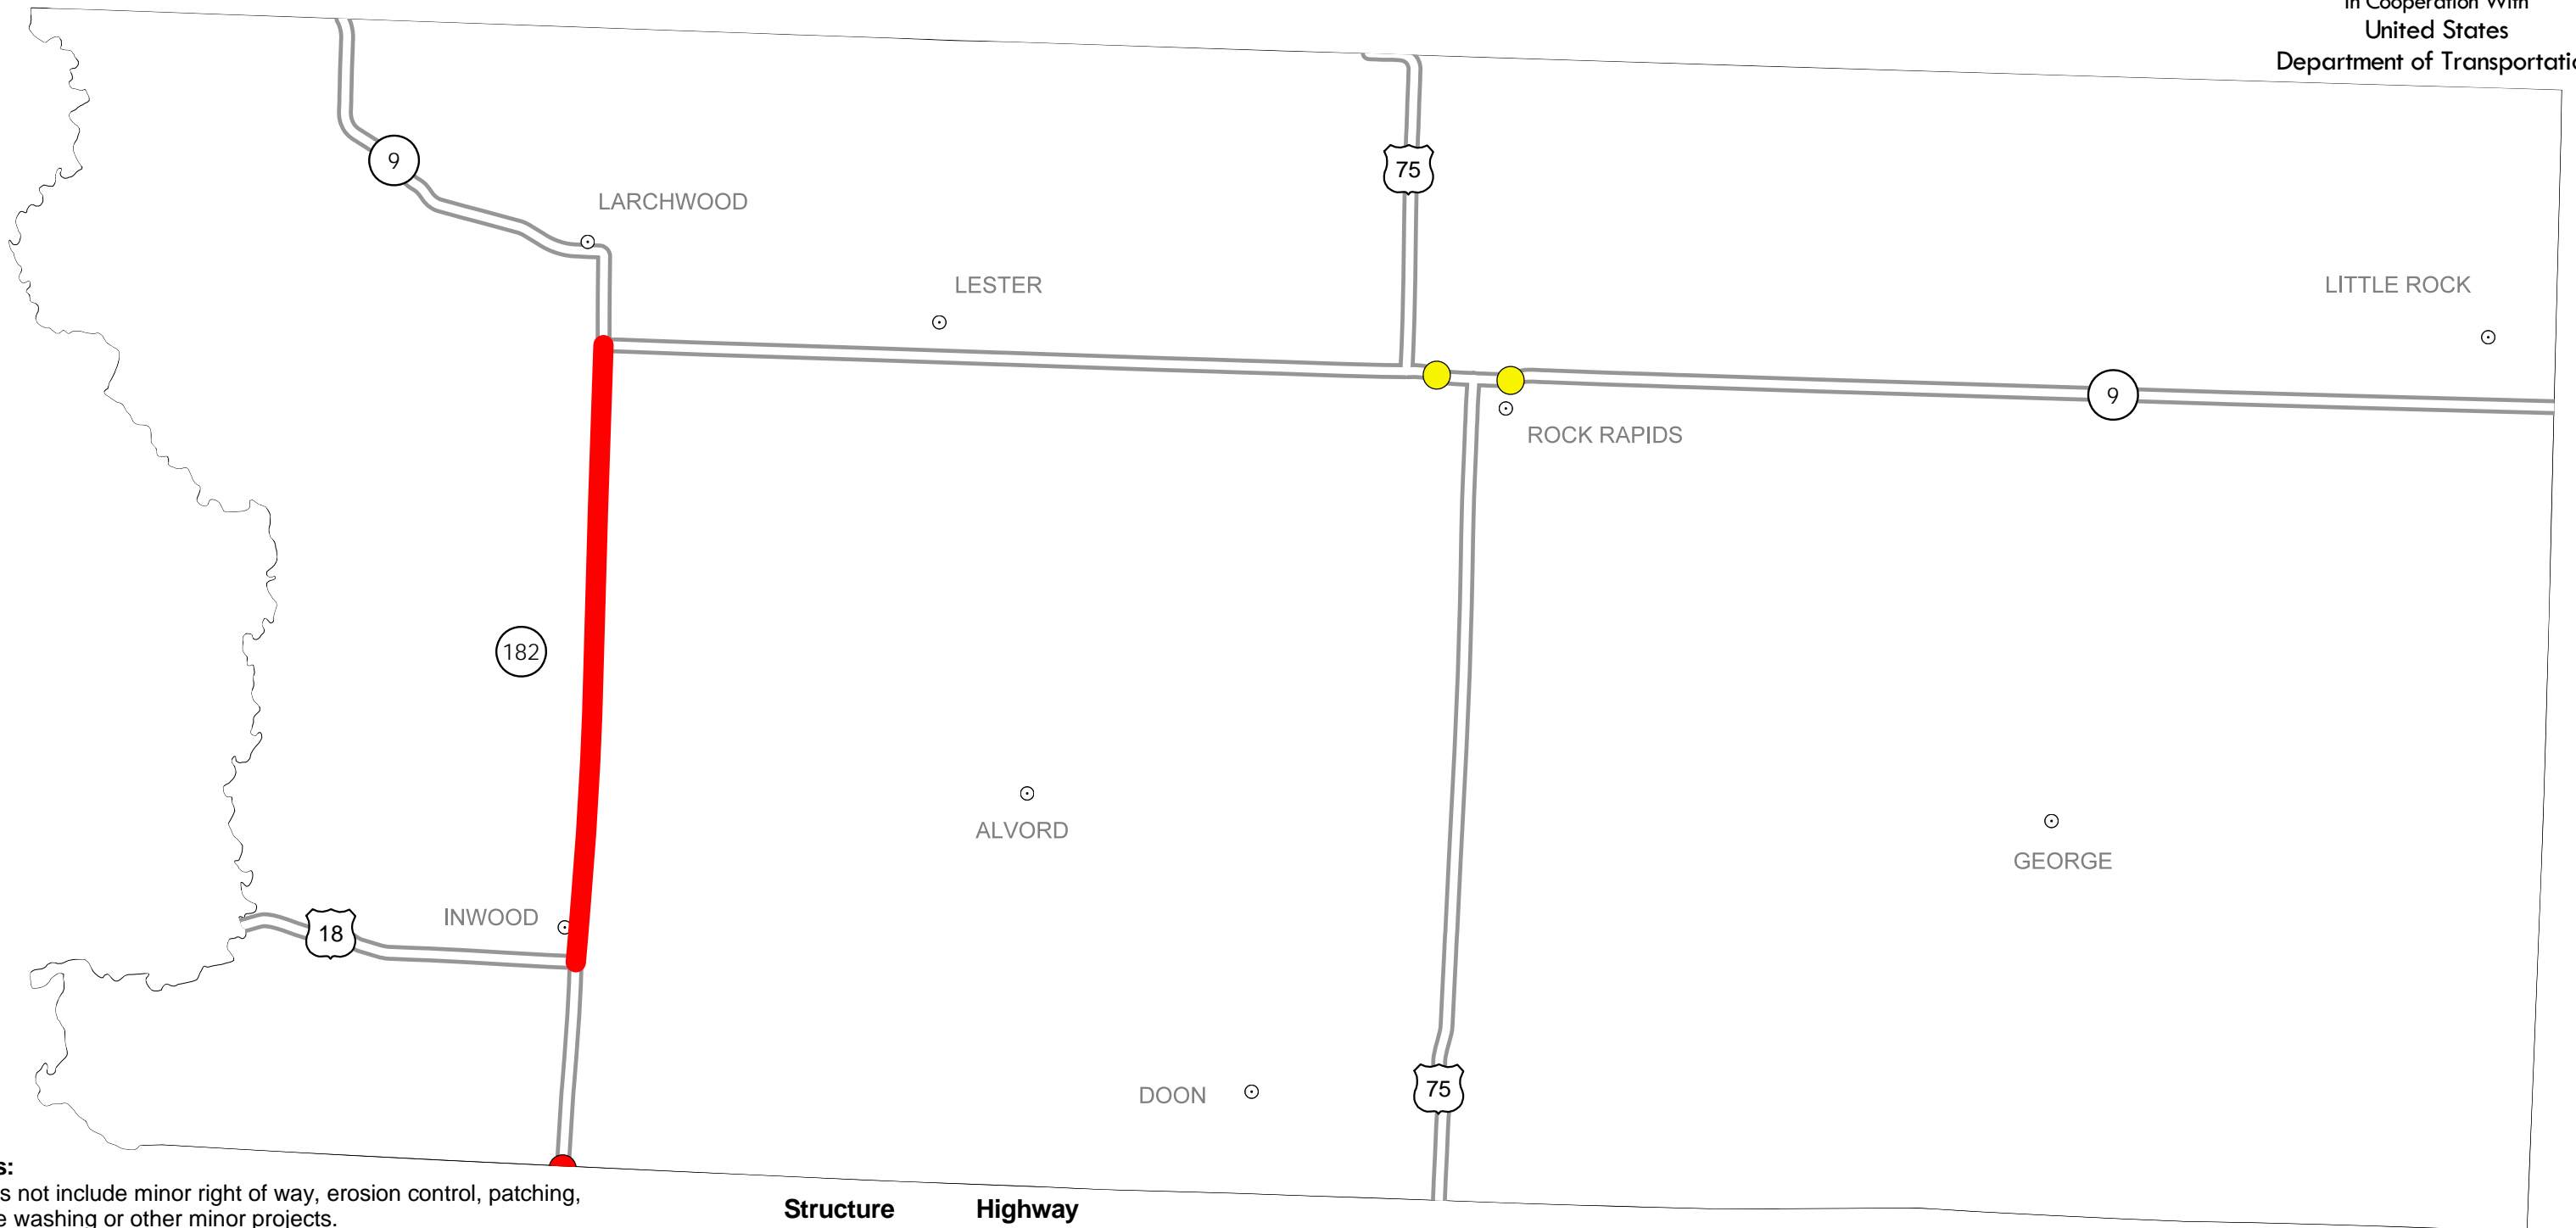 In Cooperation With
United States
Department of
9
75
LARCHWOOD
LESTER
LITTLE ROCK
9
ROCK RAPIDS
182
ALVORD
GEORGE
INWOOD
18
DOON
75
not include minor right of way, erosion control, patching,
washing or other minor projects.
Structure Highway